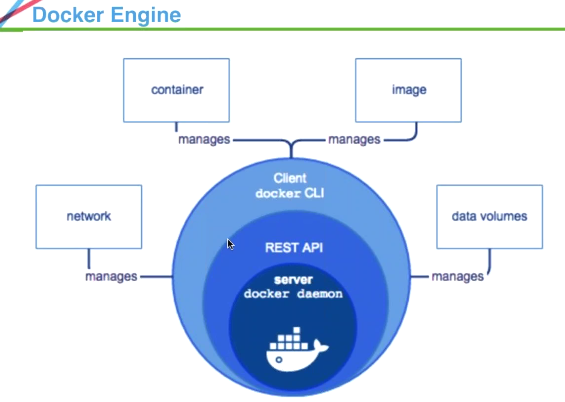 Docker Engine
container
image
manages
manages
Client
docker CLI
network
data volumes
REST API
manages
manages
server
docker daemon